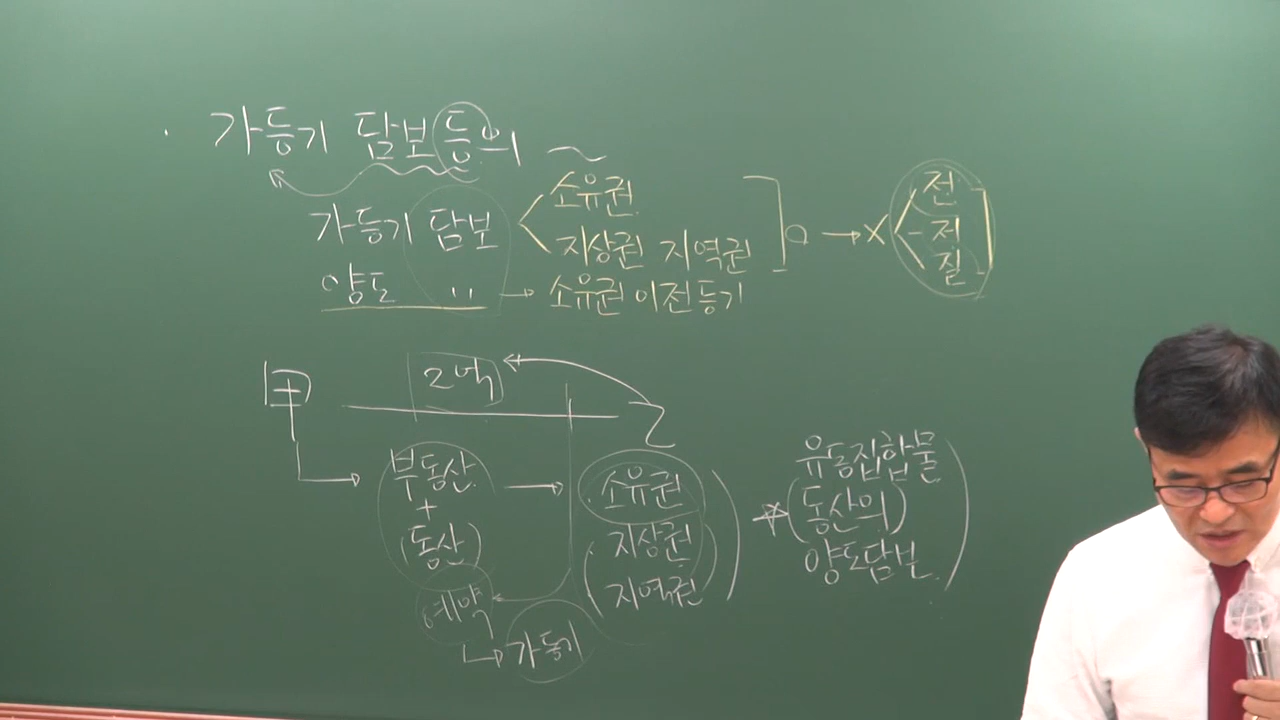 · 가등기 담보등의 ~
가등기 담보 < 소유권
지상권 지역권 ] O → X < 전
- 저
질
양도 〃 → 소유권 이전등기
甲 2억 乙
부동산 → 소유권
+
(동산) (지상권
예약 지역권)
↳ 가등기
유동집합물
(동산의)
양도담보